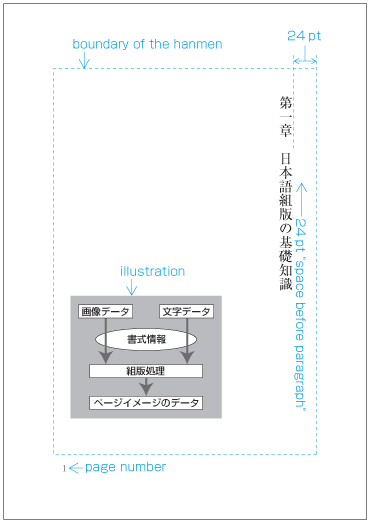 24 pt
boundary of the hanmen
第一章　日本語組版の基礎知識
24 pt "space before paragraph"
illustration
画像データ
文字データ
書式情報
組版処理
ページイメージのデータ
1
page number